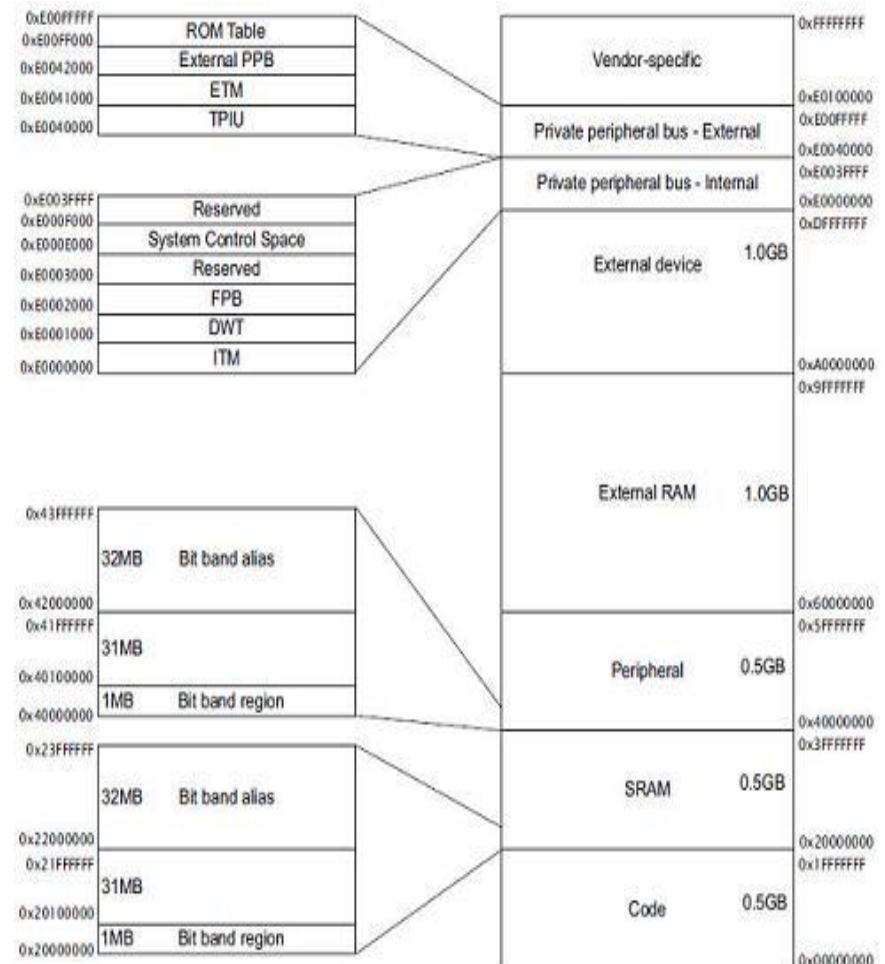 0xE00FFFFF
ROM Table
0xE00FF000
External PPB
0xE0042000
ETM
0xE0041000
TPIU
0xE0040000
0xE003FFFF
Reserved
0xE000F000
System Control Space
0xE000E000
Reserved
0xE0003000
FPB
0xE0002000
DWT
0xE0001000
ITM
0xE0000000
0x43FFFFFF
32MB Bit band alias
0x42000000
0x41FFFFFF
31MB
0x40100000
1MB Bit band region
0x40000000
0x23FFFFFF
32MB Bit band alias
0x22000000
0x21FFFFFF
31MB
0x20100000
1MB Bit band region
0x20000000
0xFFFFFFFF
Vendor-specific
0xE0100000
0xE00FFFFF
Private peripheral bus - External
0xE0040000
0xE003FFFF
Private peripheral bus - Internal
0xE0000000
0xDFFFFFFF
External device 1.0GB
0xA0000000
0x9FFFFFFF
External RAM 1.0GB
0x60000000
0x5FFFFFFF
Peripheral 0.5GB
0x40000000
0x3FFFFFFF
SRAM 0.5GB
0x20000000
0x1FFFFFFF
Code 0.5GB
0x00000000